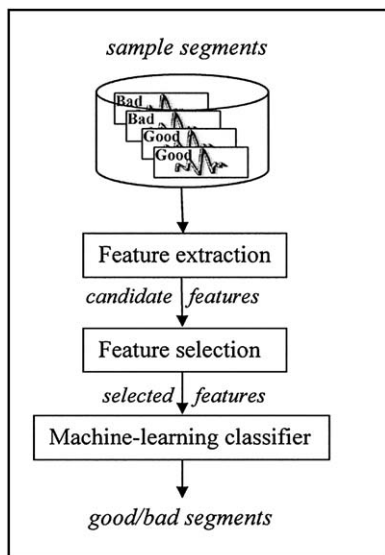 sample segments
Bad
Bad
Good
Good
Feature extraction
candidate features
Feature selection
selected features
Machine-learning classifier
good/bad segments